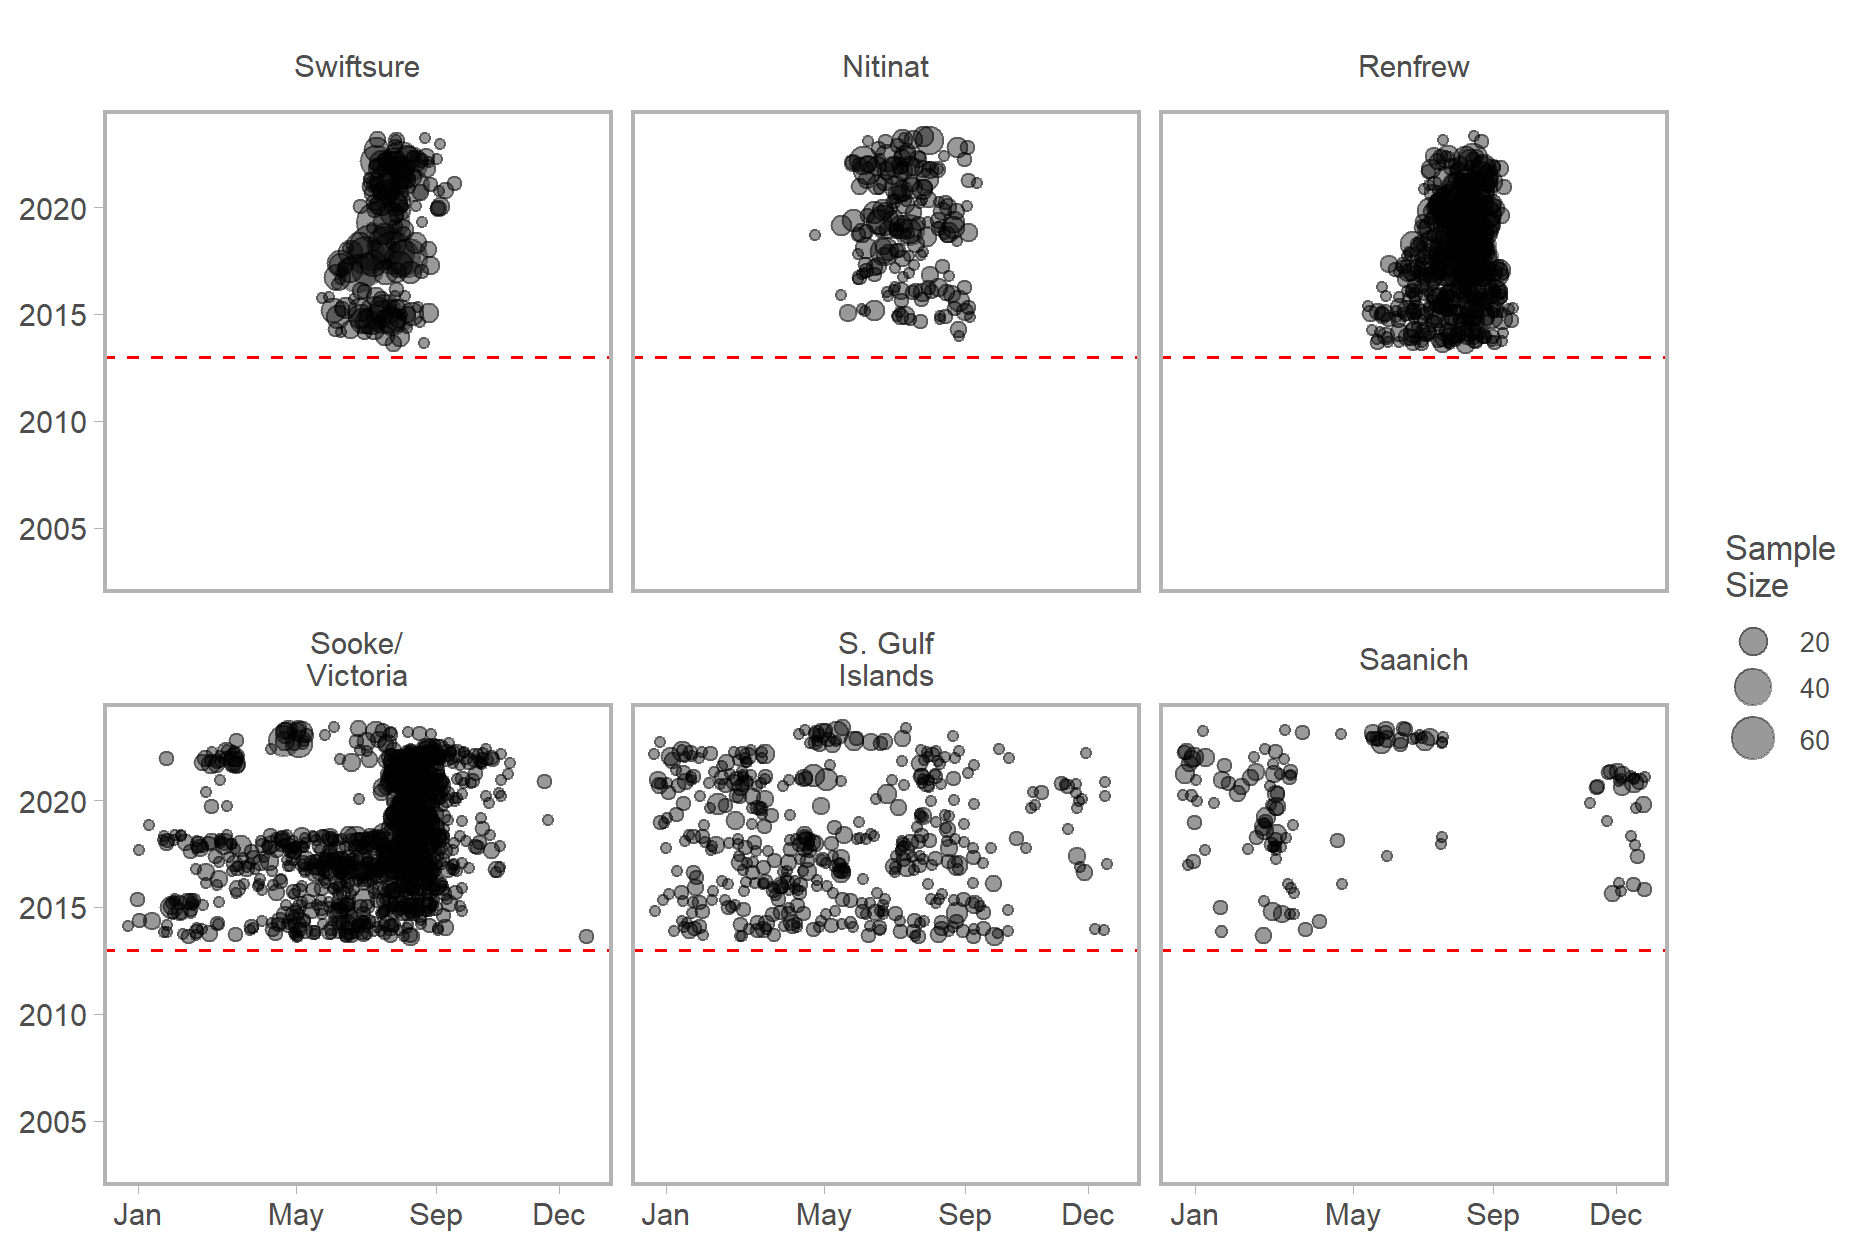 Swiftsure
Nitinat
Renfrew
2020
2015
2010
2005
Sooke/
Victoria
S. Gulf
Islands
Saanich
2020
2015
2010
2005
Jan
May
Sep
Dec
Jan
May
Sep
Dec
Jan
May
Sep
Dec
Sample
Size
20
40
60